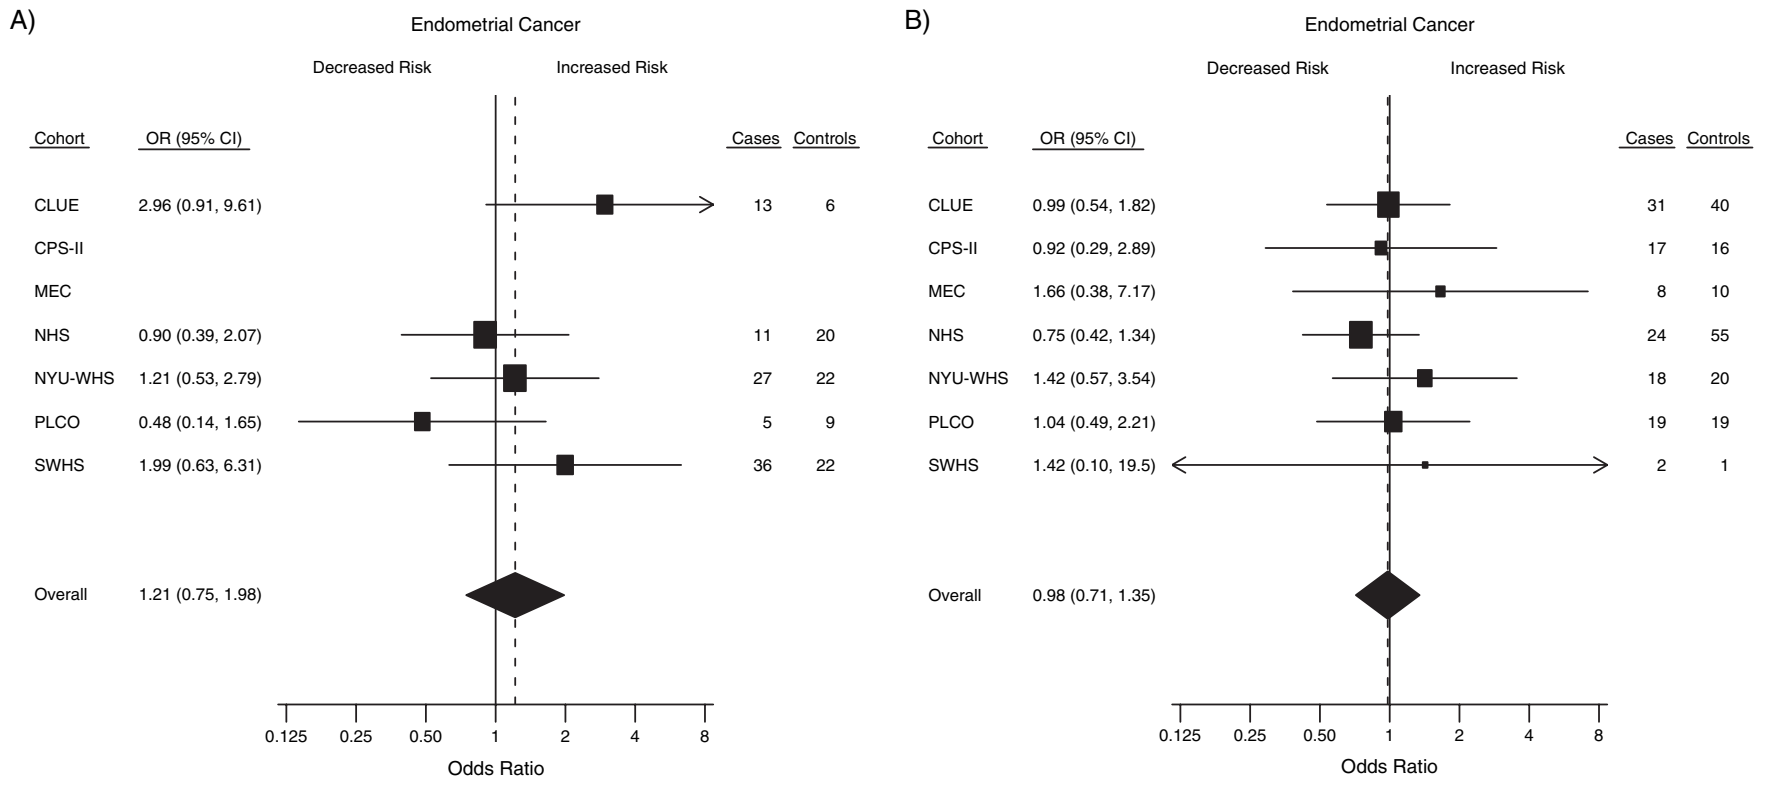 A)
Endometrial Cancer
Decreased Risk Increased Risk
Cohort OR (95% CI) Cases Controls
CLUE 2.96 (0.91, 9.61) 13 6
CPS-II
MEC
NHS 0.90 (0.39, 2.07) 11 20
NYU-WHS 1.21 (0.53, 2.79) 27 22
PLCO 0.48 (0.14, 1.65) 5 9
SWHS 1.99 (0.63, 6.31) 36 22
Overall 1.21 (0.75, 1.98)
0.125 0.25 0.50 1 2 4 8
Odds Ratio
B)
Endometrial Cancer
Decreased Risk Increased Risk
Cohort OR (95% CI) Cases Controls
CLUE 0.99 (0.54, 1.82) 31 40
CPS-II 0.92 (0.29, 2.89) 17 16
MEC 1.66 (0.38, 7.17) 8 10
NHS 0.75 (0.42, 1.34) 24 55
NYU-WHS 1.42 (0.57, 3.54) 18 20
PLCO 1.04 (0.49, 2.21) 19 19
SWHS 1.42 (0.10, 19.5) 2 1
Overall 0.98 (0.71, 1.35)
0.125 0.25 0.50 1 2 4 8
Odds Ratio